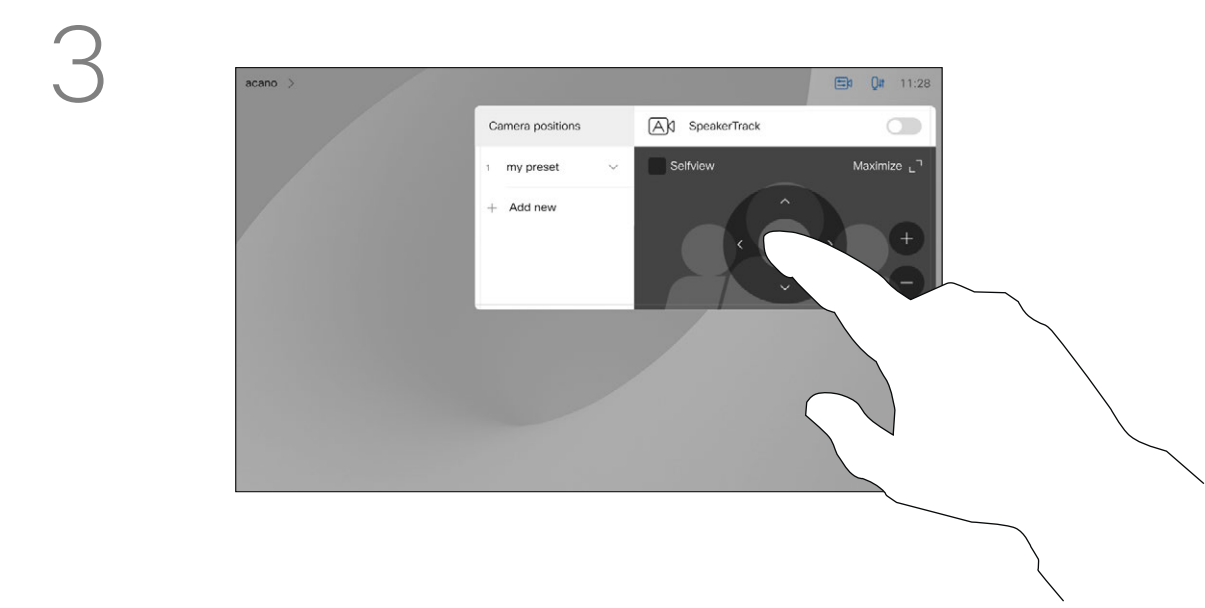 3
acano >
11:28
Camera positions
A SpeakerTrack
1 my preset
Selfview
Maximize
+ Add new